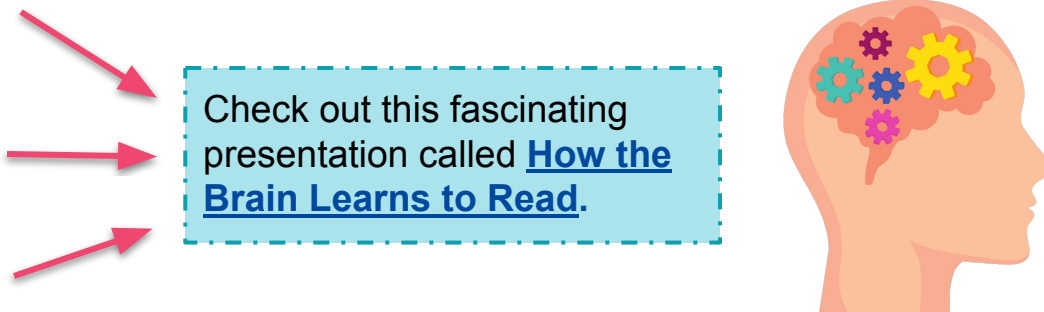 Check out this fascinating
presentation called How the
Brain Learns to Read.